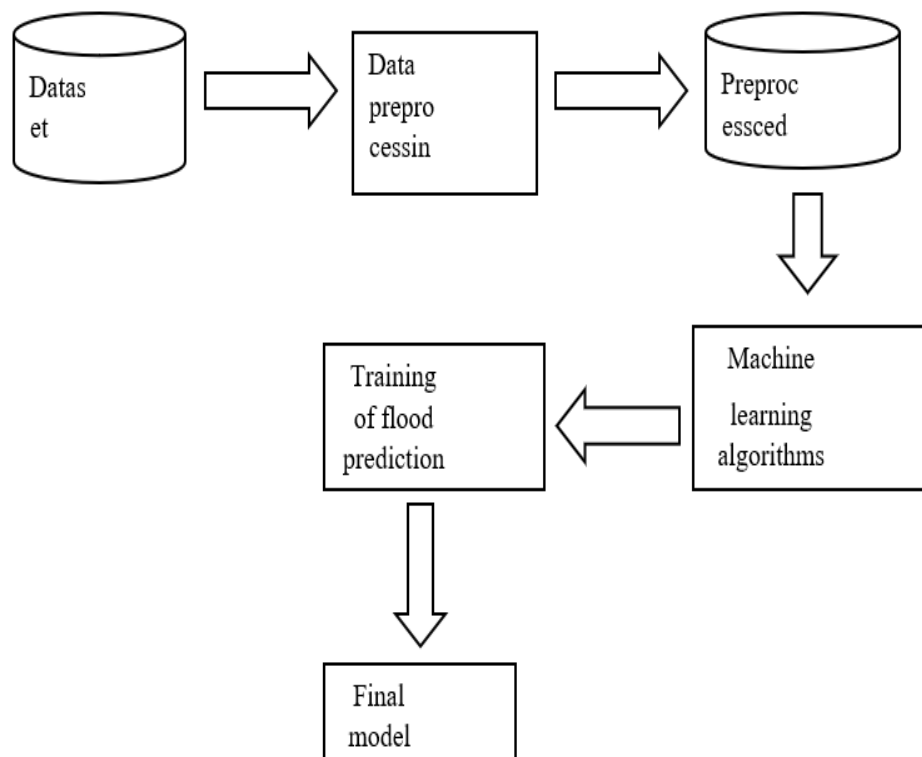 Datas
et
Data
prepro
cessin
Preproc
essced
Machine
learning
algorithms
Training
of flood
prediction
Final
model